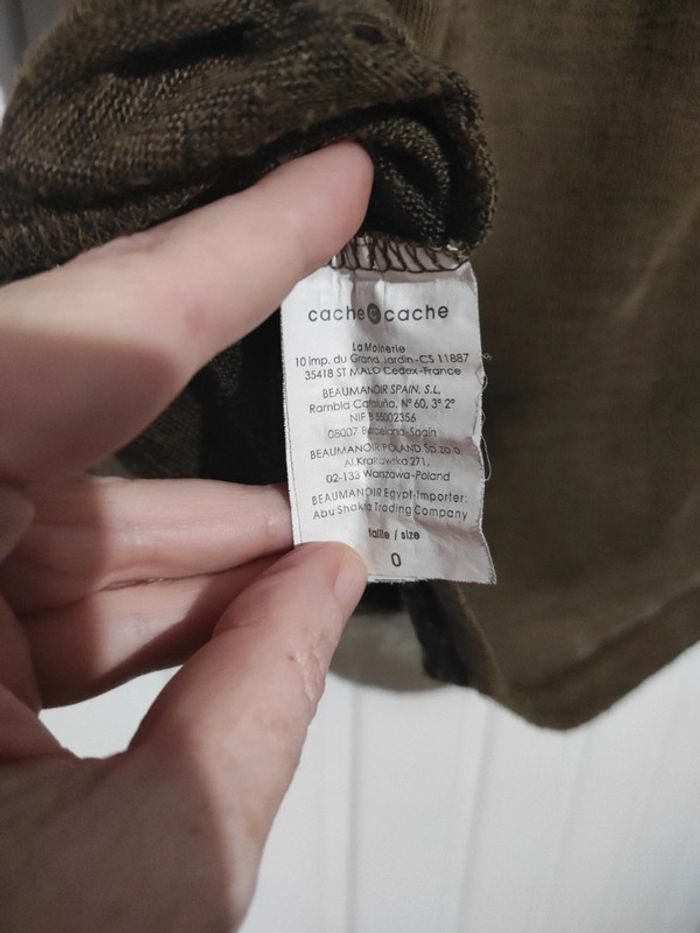 cache c cache
La Moinerie
10 imp. du Grand Jardin-CS 11887
35418 ST MALO Cedex-France
BEAUMANOIR SPAIN, S.L.
Rambla Cataluña, Nº 60, 3º 2º
NIF B 55002356
08007 Barcelona-Spain
BEAUMANOIR POLAND Sp.zo.o
Al.Krakowska 271,
02-133 Warszawa-Poland
BEAUMANOIR Egypt-Importer:
Abu Shakra Trading Company
taille / size
0